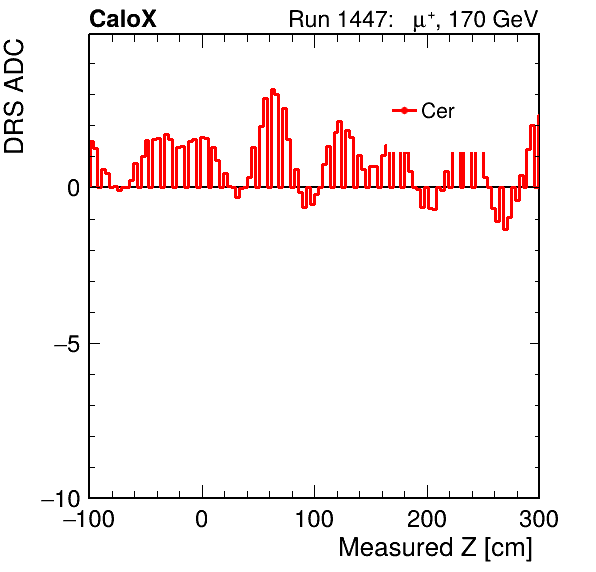 CaloX Run 1447: μ⁺, 170 GeV
DRS ADC
Cer
0
−5
−10
−100 0 100 200 300
Measured Z [cm]